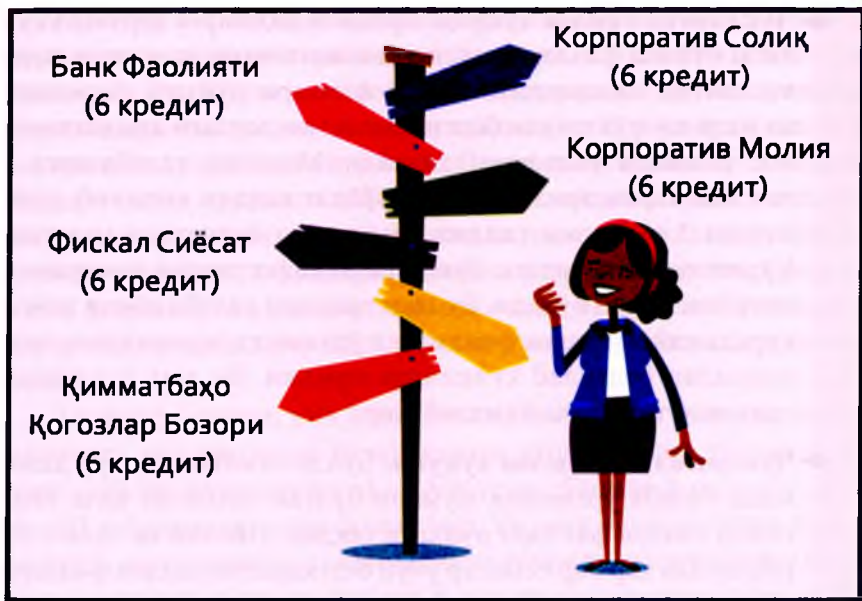 Банк Фаолияти
(6 кредит)
Корпоратив Солиқ
(6 кредит)
Корпоратив Молия
(6 кредит)
Фискал Сиёсат
(6 кредит)
Қимматбаҳо
Қогозлар Бозори
(6 кредит)